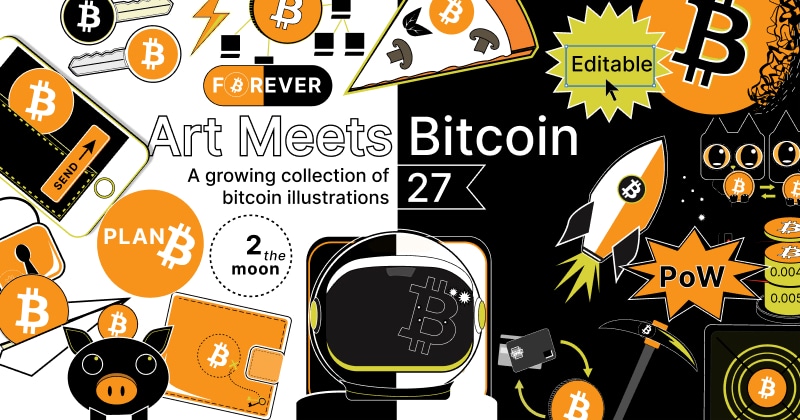 FOREVER
Editable
SEND
Art Meets Bitcoin
A growing collection of
bitcoin illustrations
27
PLAN
2 the
moon
PoW
0.004
0.005